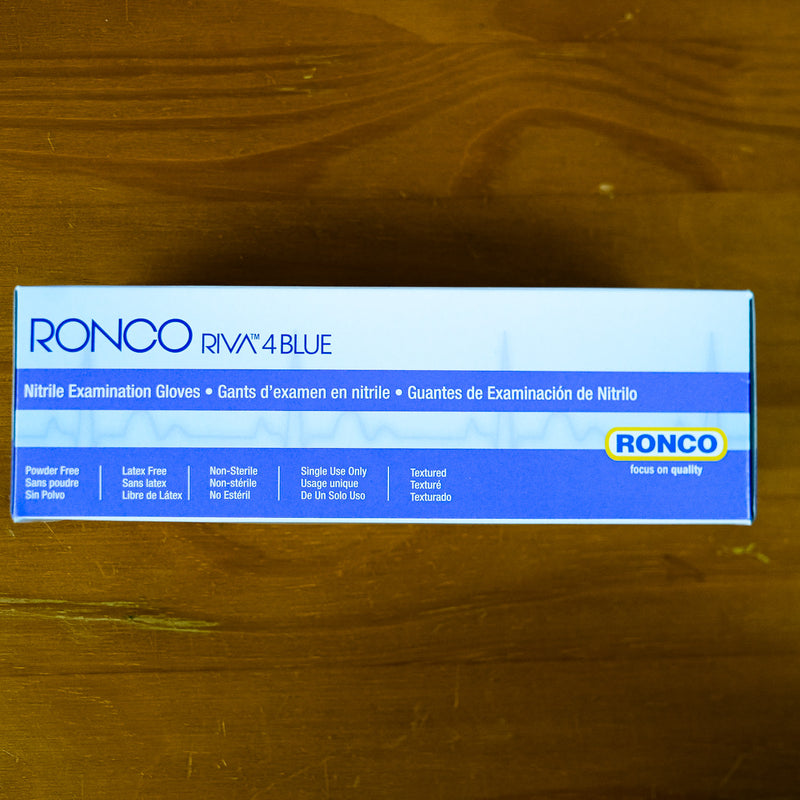 RONCO RIVA™ 4 BLUE
Nitrile Examination Gloves • Gants d'examen en nitrile • Guantes de Examinación de Nitrilo
RONCO
focus on quality
Powder Free
Sans poudre
Sin Polvo
Latex Free
Sans latex
Libre de Látex
Non-Sterile
Non-stérile
No Estéril
Single Use Only
Usage unique
De Un Solo Uso
Textured
Texturé
Texturado